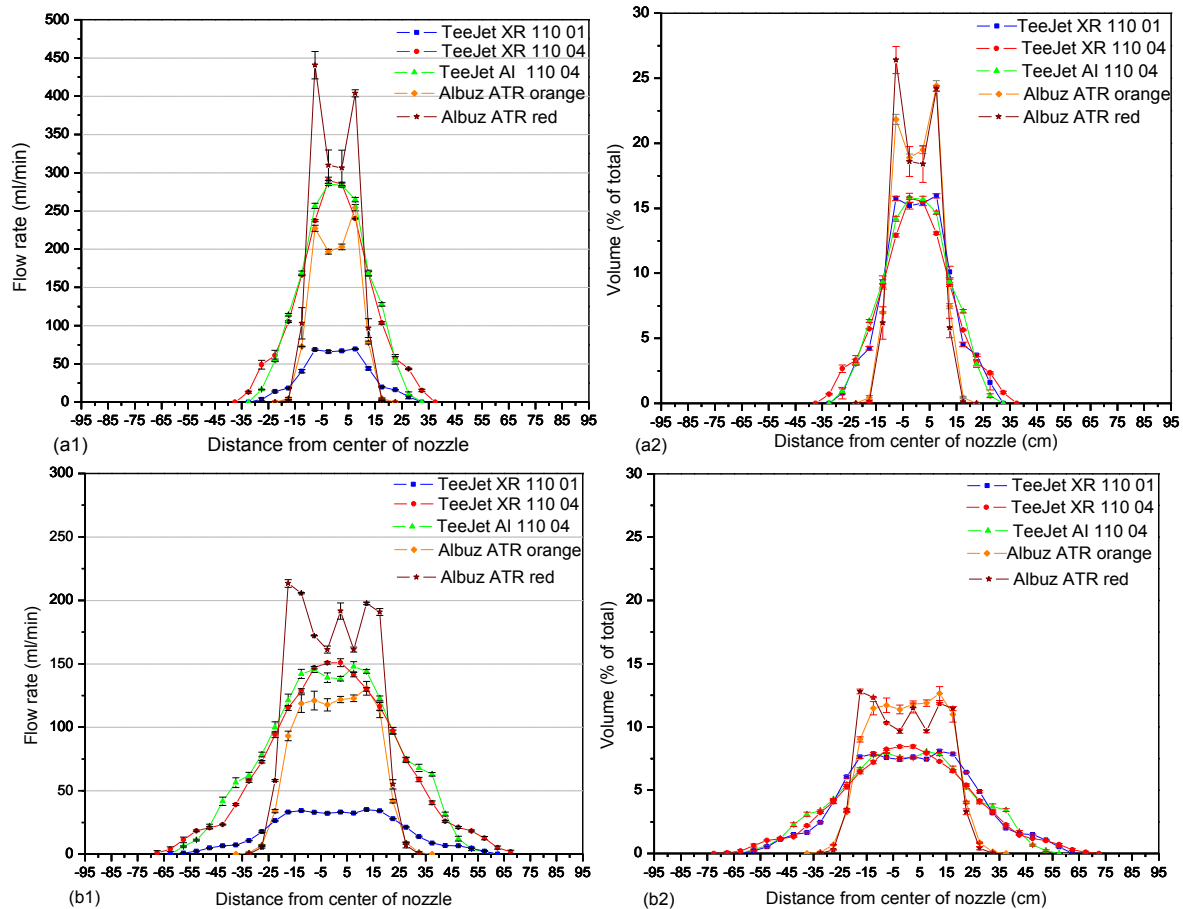 500
450
400
350
300
250
200
150
100
50
0
Flow rate (ml/min)
TeeJet XR 110 01
TeeJet XR 110 04
TeeJet AI 110 04
Albuz ATR orange
Albuz ATR red
-95 -85 -75 -65 -55 -45 -35 -25 -15 -5 5 15 25 35 45 55 65 75 85 95
(a1)
Distance from center of nozzle
30
25
20
15
10
5
0
Volume (% of total)
TeeJet XR 110 01
TeeJet XR 110 04
TeeJet AI 110 04
Albuz ATR orange
Albuz ATR red
-95 -85 -75 -65 -55 -45 -35 -25 -15 -5 5 15 25 35 45 55 65 75 85 95
(a2)
Distance from center of nozzle (cm)
300
250
200
150
100
50
0
Flow rate (ml/min)
TeeJet XR 110 01
TeeJet XR 110 04
TeeJet AI 110 04
Albuz ATR orange
Albuz ATR red
-95 -85 -75 -65 -55 -45 -35 -25 -15 -5 5 15 25 35 45 55 65 75 85 95
(b1)
Distance from center of nozzle
30
25
20
15
10
5
0
Volume (% of total)
TeeJet XR 110 01
TeeJet XR 110 04
TeeJet AI 110 04
Albuz ATR orange
Albuz ATR red
-95 -85 -75 -65 -55 -45 -35 -25 -15 -5 5 15 25 35 45 55 65 75 85 95
(b2)
Distance from center of nozzle (cm)